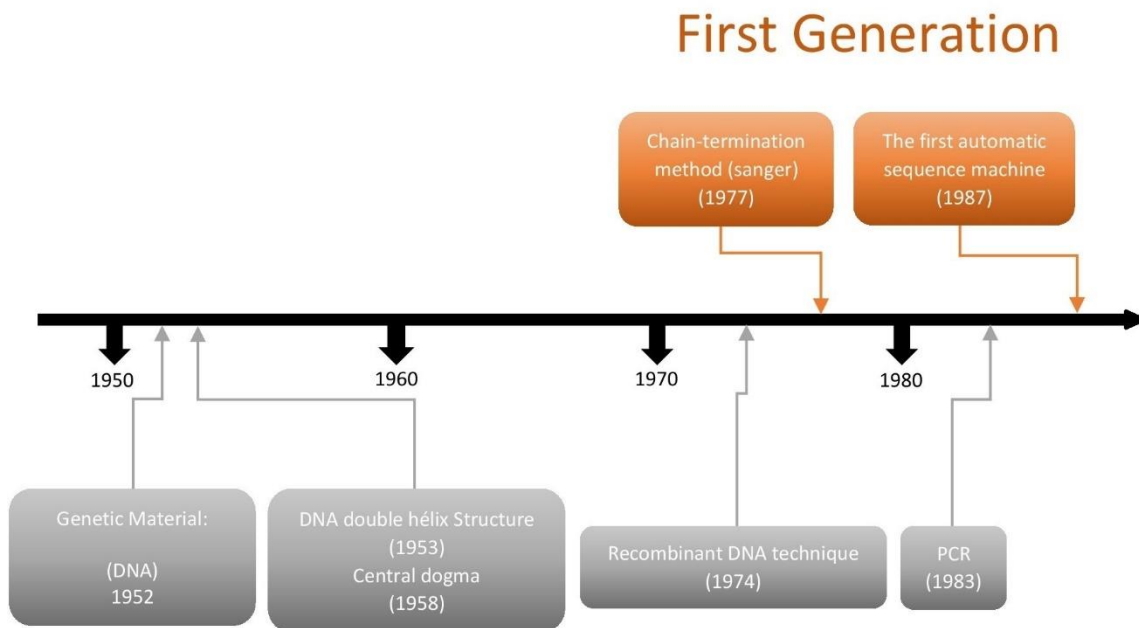 First Generation
Chain-termination
method (sanger)
(1977)
The first automatic
sequence machine
(1987)
1950
1960
1970
1980
Genetic Material:
(DNA)
1952
DNA double hélix Structure
(1953)
Central dogma
(1958)
Recombinant DNA technique
(1974)
PCR
(1983)